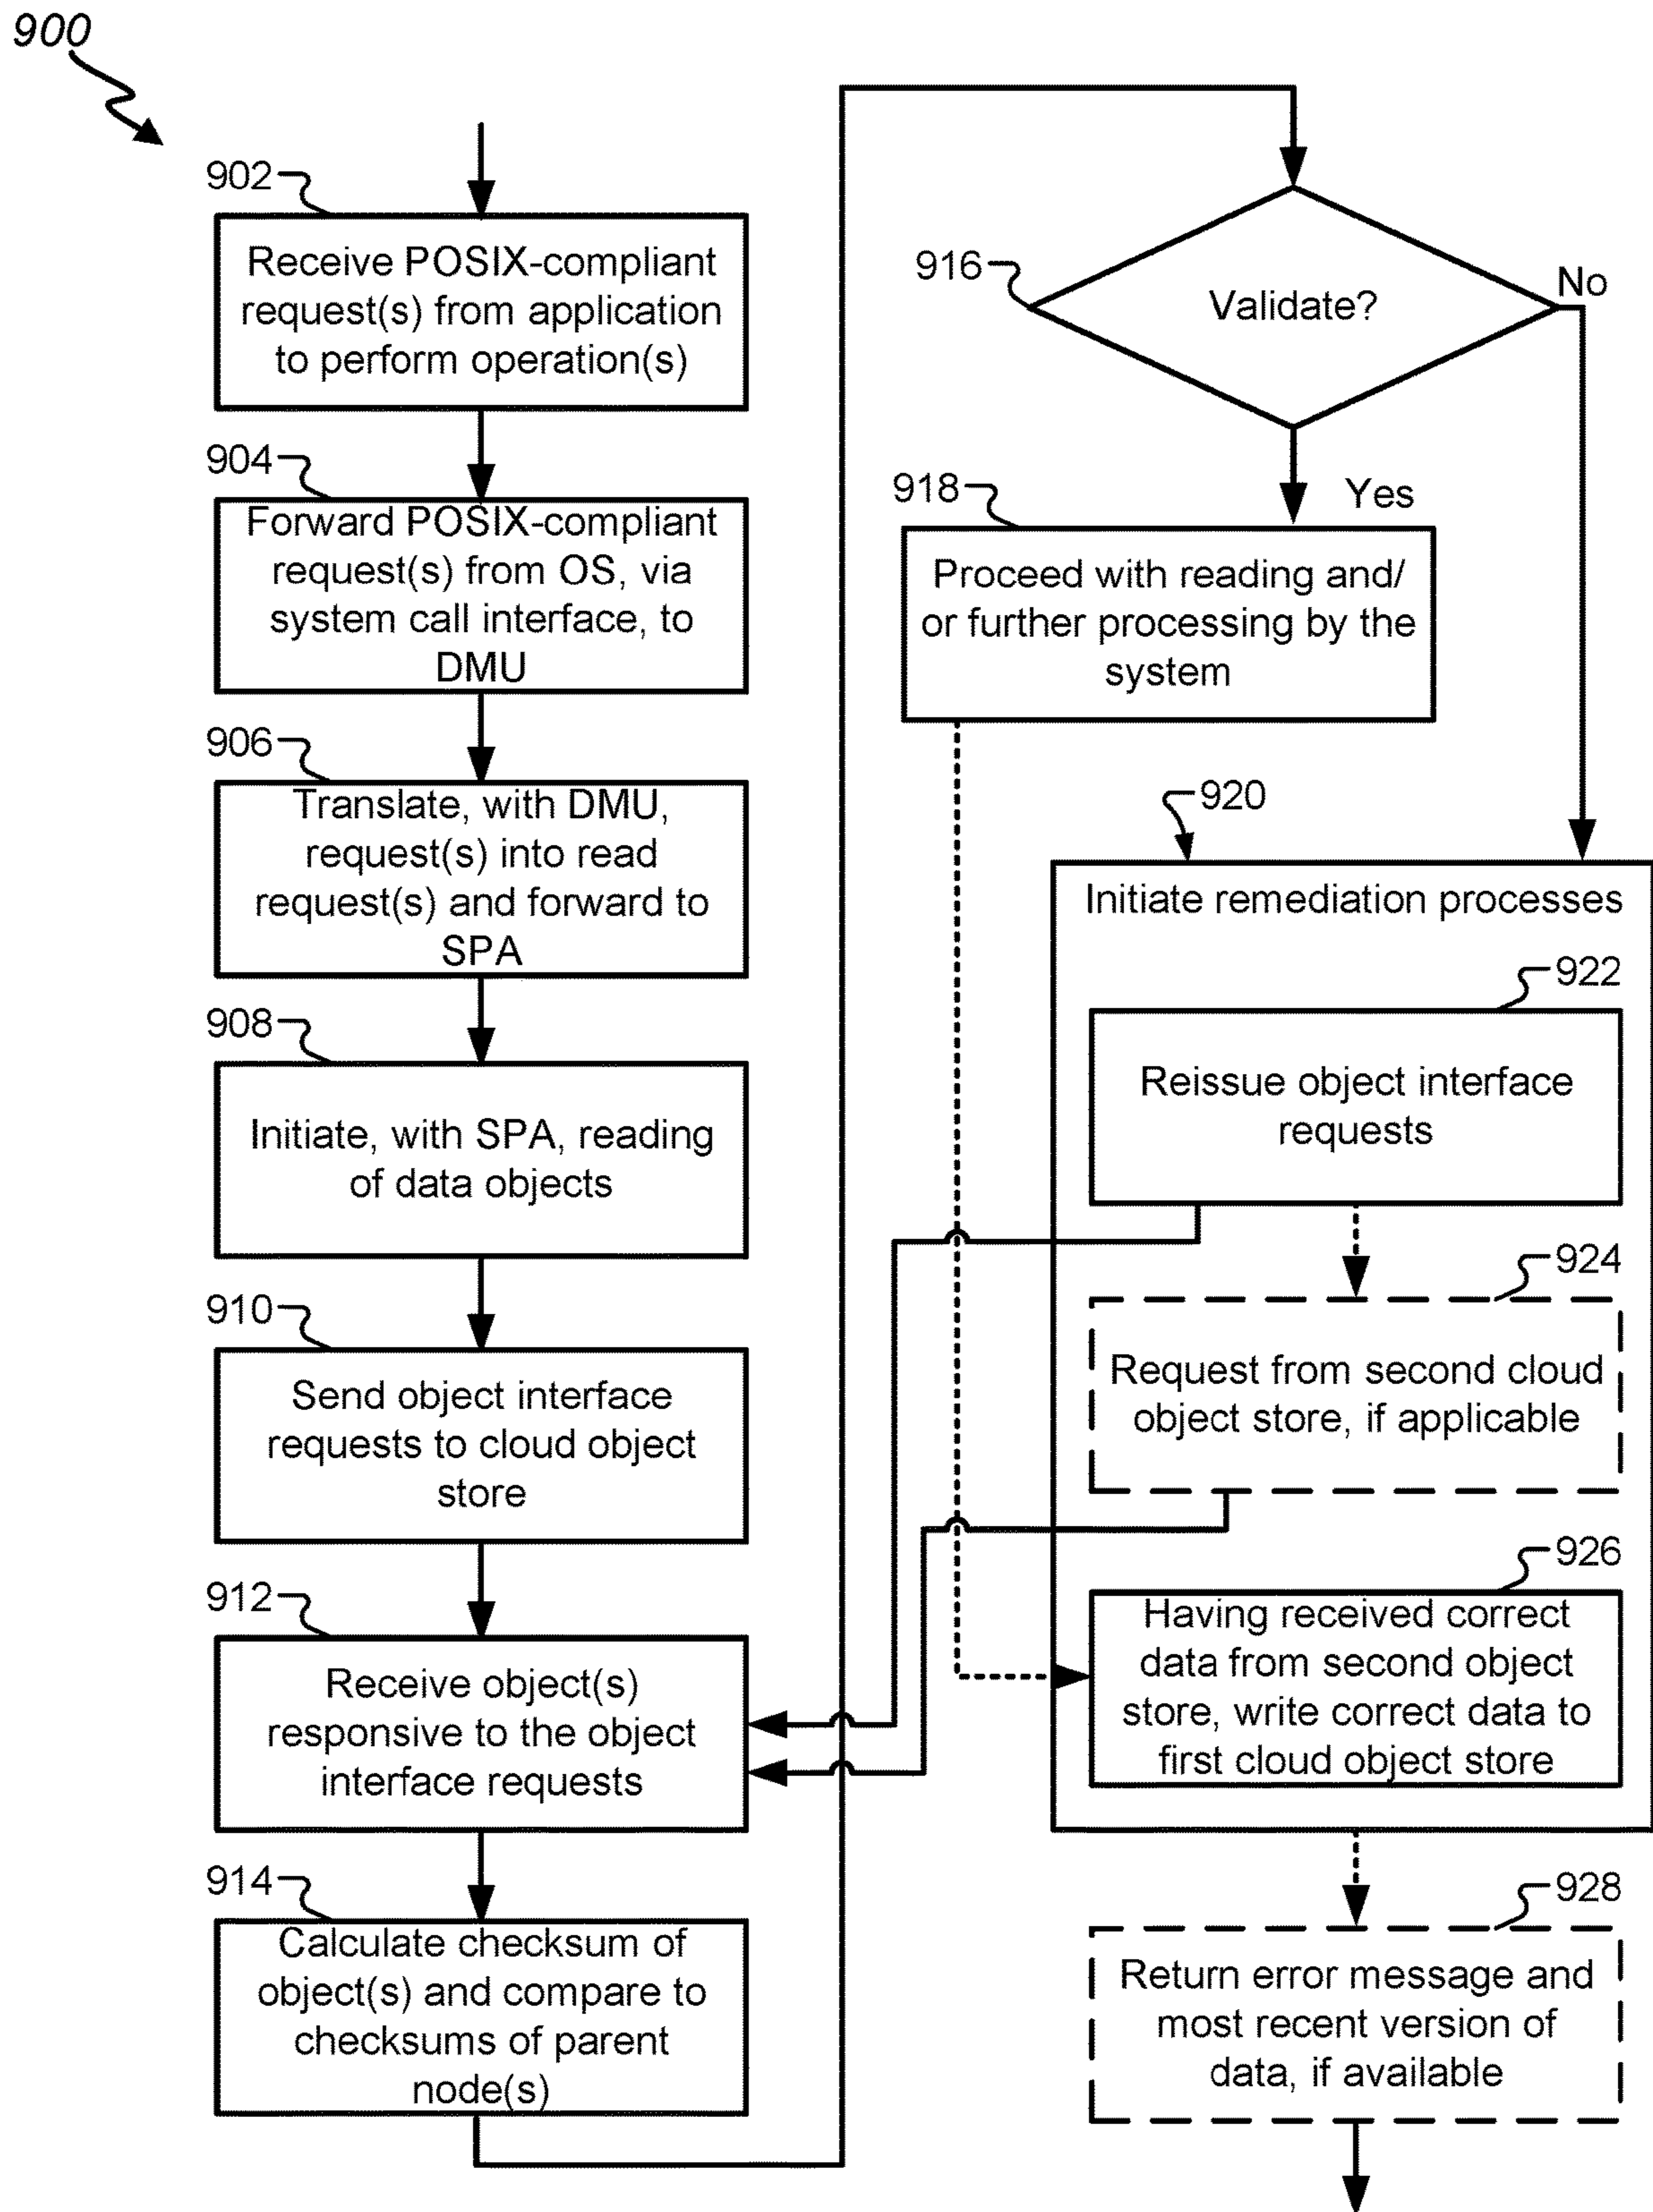 900
902
Receive POSIX-compliant
request(s) from application
to perform operation(s)
904
Forward POSIX-compliant
request(s) from OS, via
system call interface, to
DMU
906
Translate, with DMU,
request(s) into read
request(s) and forward to
SPA
908
Initiate, with SPA, reading
of data objects
910
Send object interface
requests to cloud object
store
912
Receive object(s)
responsive to the object
interface requests
914
Calculate checksum of
object(s) and compare to
checksums of parent
node(s)
916
Validate?
No
Yes
918
Proceed with reading and/
or further processing by the
system
920
Initiate remediation processes
922
Reissue object interface
requests
924
Request from second cloud
object store, if applicable
926
Having received correct
data from second object
store, write correct data to
first cloud object store
928
Return error message and
most recent version of
data, if available